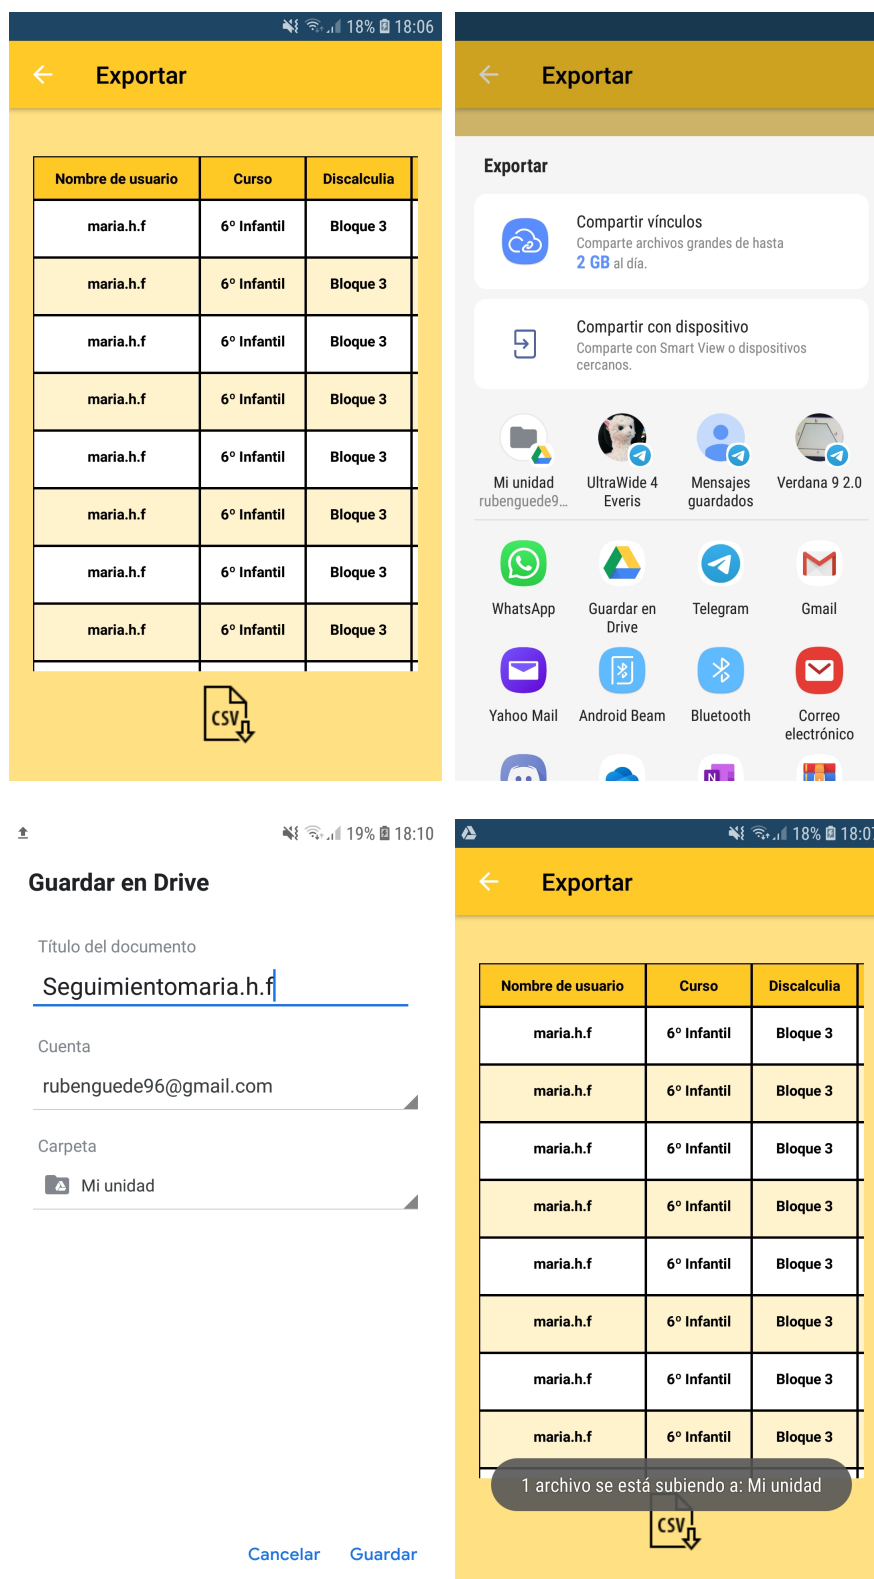 18% 18:06
Exportar
Nombre de usuario Curso Discalculia
maria.h.f 6º Infantil Bloque 3
maria.h.f 6º Infantil Bloque 3
maria.h.f 6º Infantil Bloque 3
maria.h.f 6º Infantil Bloque 3
maria.h.f 6º Infantil Bloque 3
maria.h.f 6º Infantil Bloque 3
maria.h.f 6º Infantil Bloque 3
maria.h.f 6º Infantil Bloque 3
CSV
Exportar
Exportar
Compartir vínculos
Comparte archivos grandes de hasta
2 GB al día.
Compartir con dispositivo
Comparte con Smart View o dispositivos
cercanos.
Mi unidad UltraWide 4 Mensajes Verdana 9 2.0
rubenguede9... Everis guardados
WhatsApp Guardar en Telegram Gmail
Drive
Yahoo Mail Android Beam Bluetooth Correo
electrónico
N
19% 18:10
Guardar en Drive
Título del documento
Seguimientomaria.h.f
Cuenta
rubenguede96@gmail.com
Carpeta
Mi unidad
Cancelar Guardar
18% 18:07
Exportar
Nombre de usuario Curso Discalculia
maria.h.f 6º Infantil Bloque 3
maria.h.f 6º Infantil Bloque 3
maria.h.f 6º Infantil Bloque 3
maria.h.f 6º Infantil Bloque 3
maria.h.f 6º Infantil Bloque 3
maria.h.f 6º Infantil Bloque 3
maria.h.f 6º Infantil Bloque 3
maria.h.f 6º Infantil Bloque 3
1 archivo se está subiendo a: Mi unidad
CSV